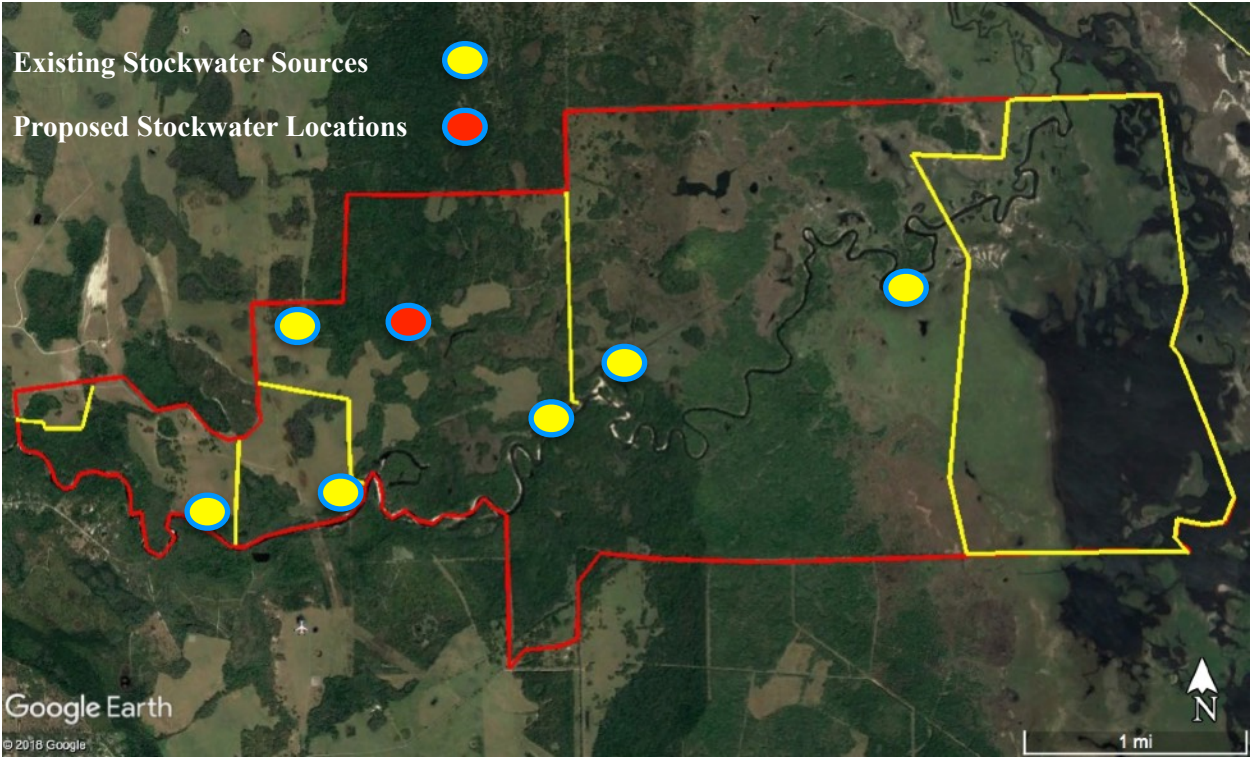 Existing Stockwater Sources
Proposed Stockwater Locations
Google Earth
N
© 2018 Google
1 mi